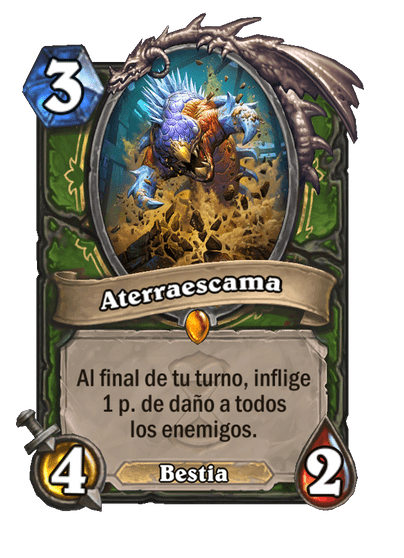 3
Aterraescama
Al final de tu turno, inflige
1 p. de daño a todos
los enemigos.
4
Bestia
2